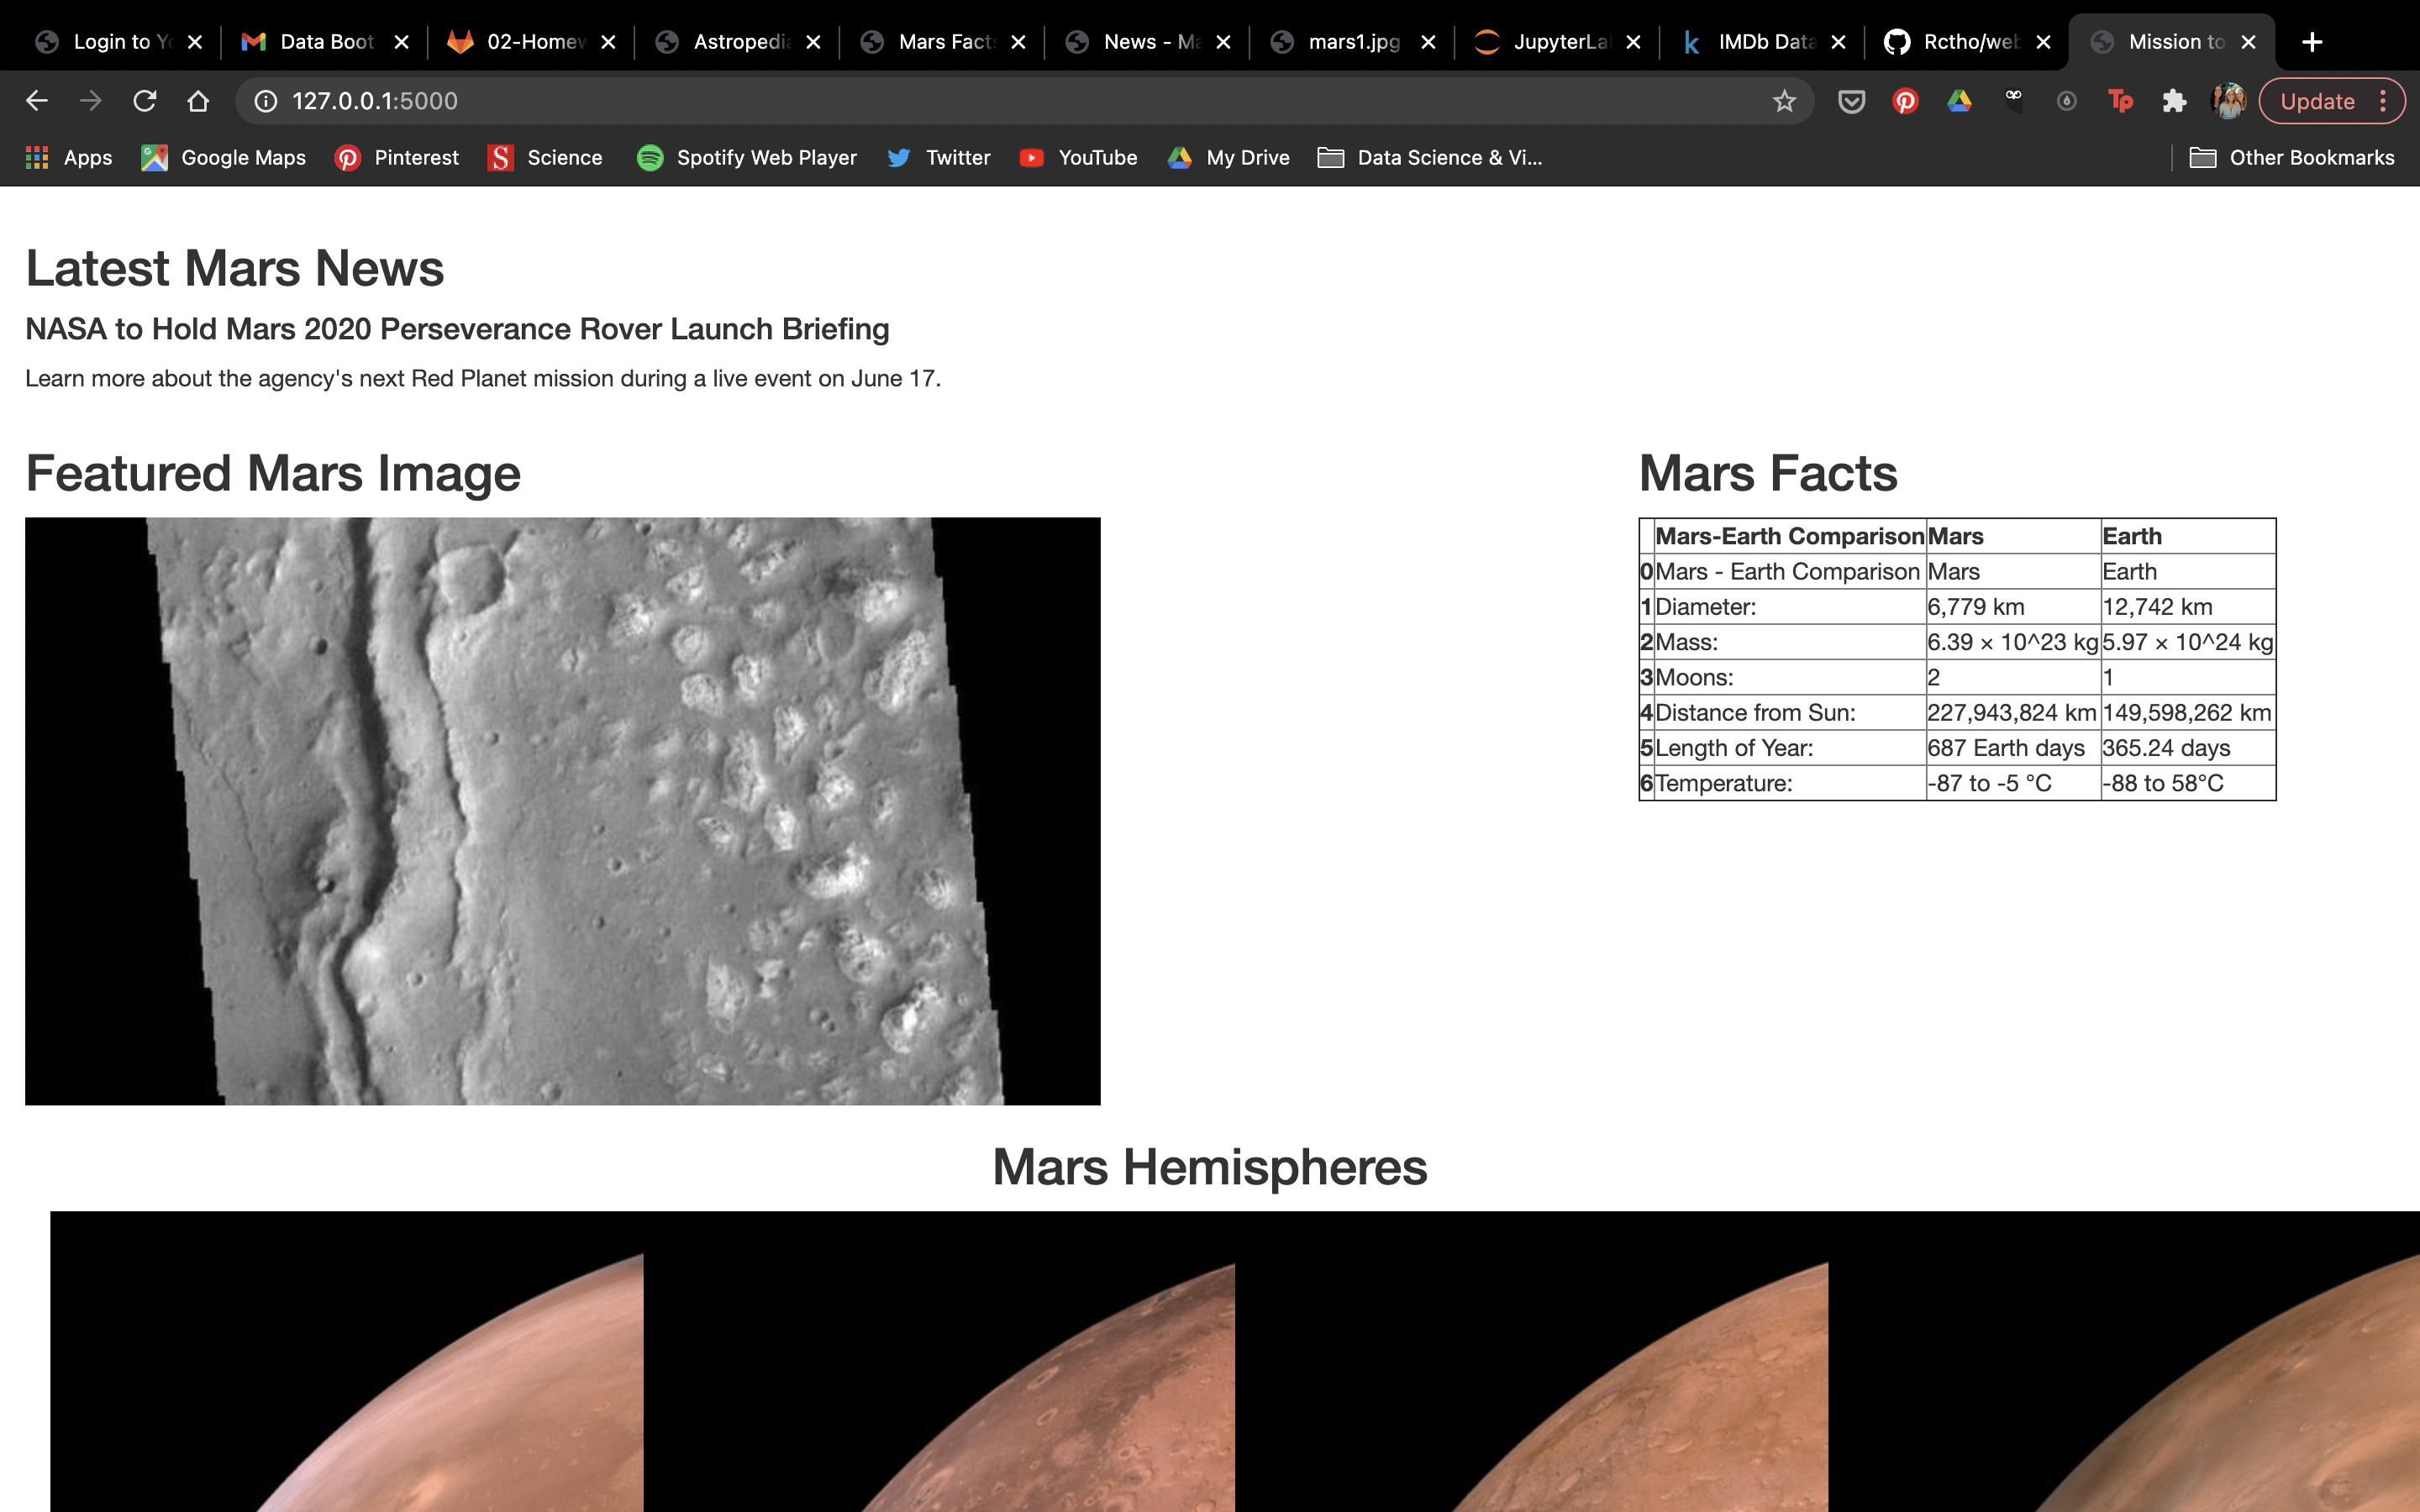 Login to Yo
Data Boot
02-Homew
Astropedia
Mars Facts
News - Ma
mars1.jpg
JupyterLa
IMDb Data
Rctho/web
Mission to
127.0.0.1:5000
Update
Apps
Google Maps
Pinterest
Science
Spotify Web Player
Twitter
YouTube
My Drive
Data Science & Vi...
Other Bookmarks
Latest Mars News
NASA to Hold Mars 2020 Perseverance Rover Launch Briefing
Learn more about the agency's next Red Planet mission during a live event on June 17.
Featured Mars Image
Mars Facts
Mars-Earth Comparison Mars Earth
0 Mars - Earth Comparison Mars Earth
1 Diameter: 6,779 km 12,742 km
2 Mass: 6.39 × 10^23 kg 5.97 × 10^24 kg
3 Moons: 2 1
4 Distance from Sun: 227,943,824 km 149,598,262 km
5 Length of Year: 687 Earth days 365.24 days
6 Temperature: -87 to -5 °C -88 to 58°C
Mars Hemispheres